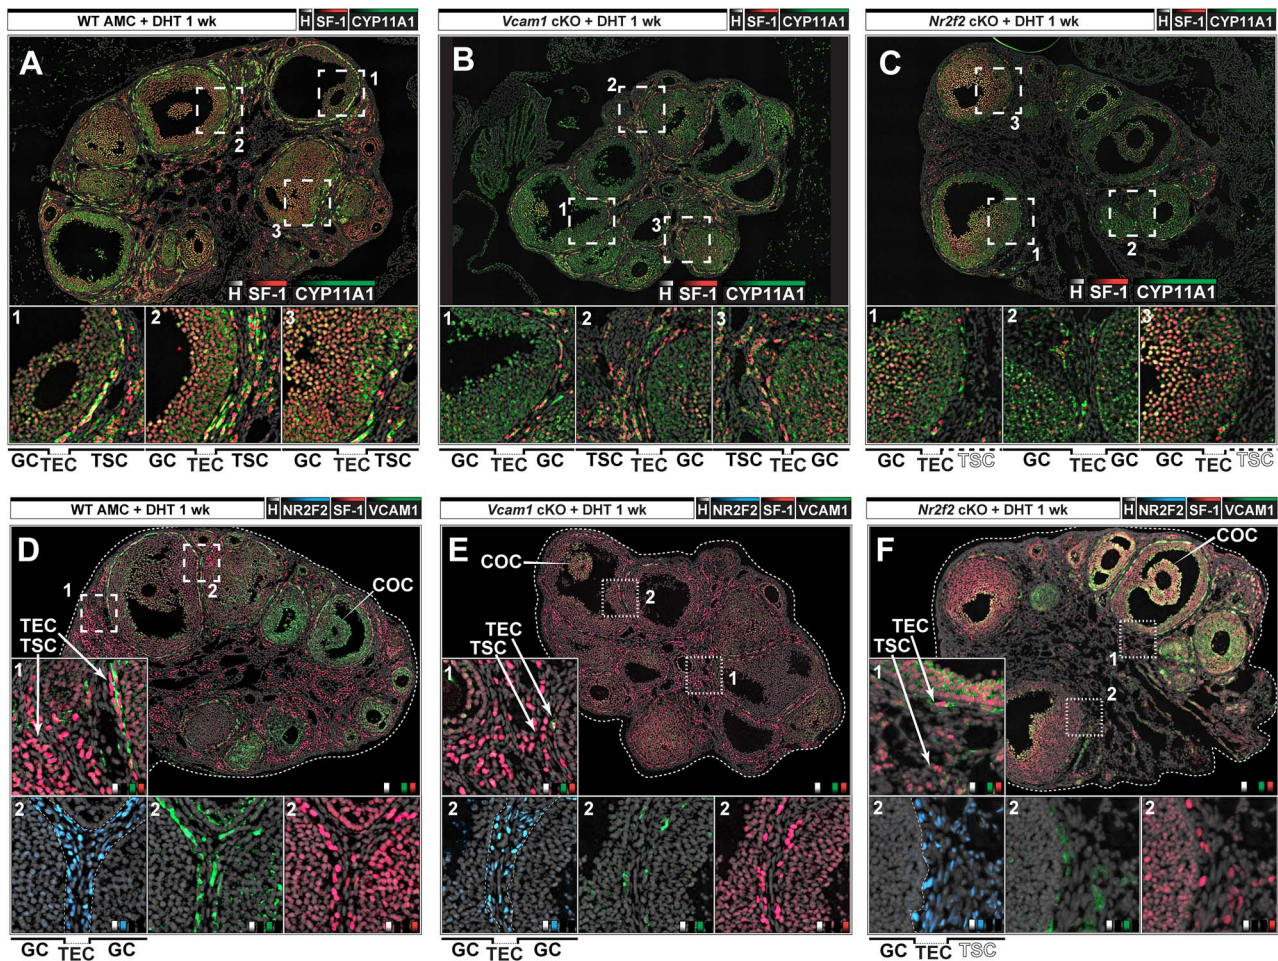 WT AMC + DHT 1 wk H SF-1 CYP11A1
Vcam1 cKO + DHT 1 wk H SF-1 CYP11A1
Nr2f2 cKO + DHT 1 wk H SF-1 CYP11A1
A 1 2 3
H SF-1 CYP11A1
1 2 3
GC TEC TSC GC TEC TSC GC TEC TSC
B 2 1 3
H SF-1 CYP11A1
1 2 3
GC TEC GC TSC TEC GC TSC TEC GC
C 3 1 2
H SF-1 CYP11A1
1 2 3
GC TEC TSC GC TEC GC GC TEC TSC
WT AMC + DHT 1 wk H NR2F2 SF-1 VCAM1
Vcam1 cKO + DHT 1 wk H NR2F2 SF-1 VCAM1
Nr2f2 cKO + DHT 1 wk H NR2F2 SF-1 VCAM1
D 1 2 COC
TEC
TSC
1
2 2 2
GC TEC GC
E COC 2 1
TEC
TSC
1
2 2 2
GC TEC GC
F COC 1 2
TEC
TSC
1
2 2 2
GC TEC TSC